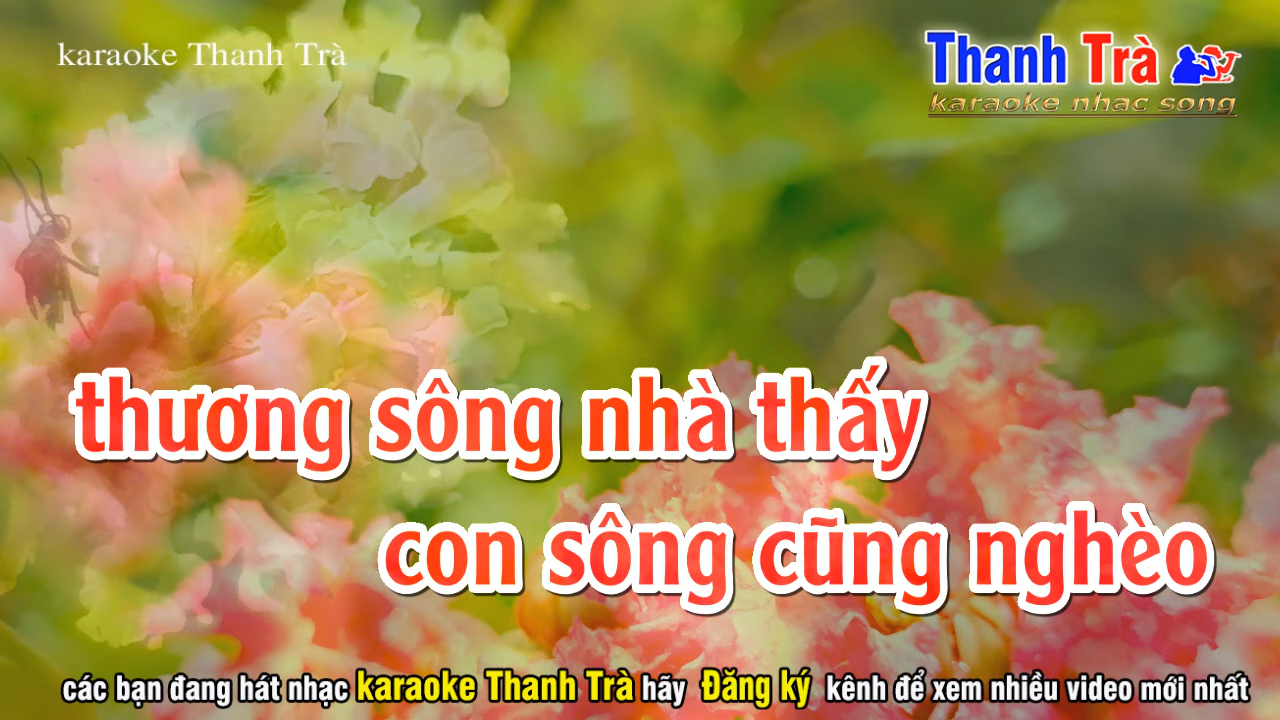 karaoke Thanh Trà
Thanh Trà
karaoke nhac song
thương sông nhà thấy
con sông cũng nghèo
các bạn đang hát nhạc karaoke Thanh Trà hãy Đăng ký kênh để xem nhiều video mới nhất